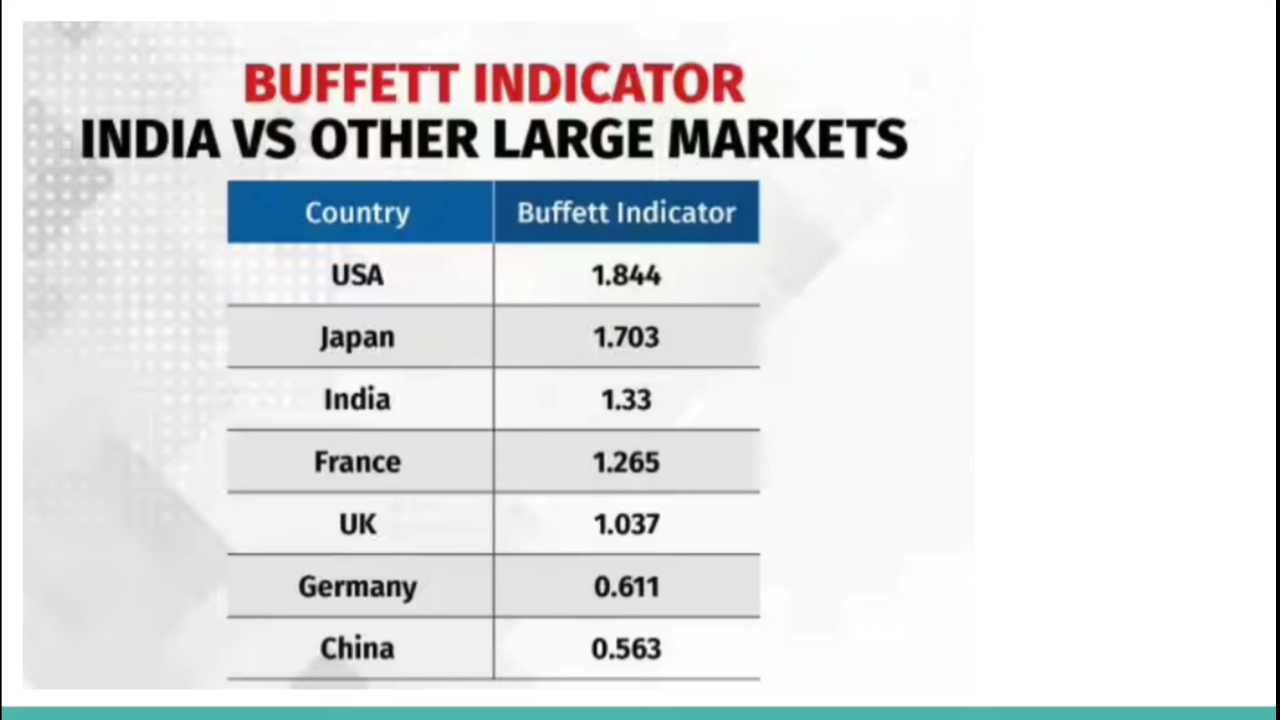 BUFFETT INDICATOR
INDIA VS OTHER LARGE MARKETS
Country Buffett Indicator
USA 1.844
Japan 1.703
India 1.33
France 1.265
UK 1.037
Germany 0.611
China 0.563